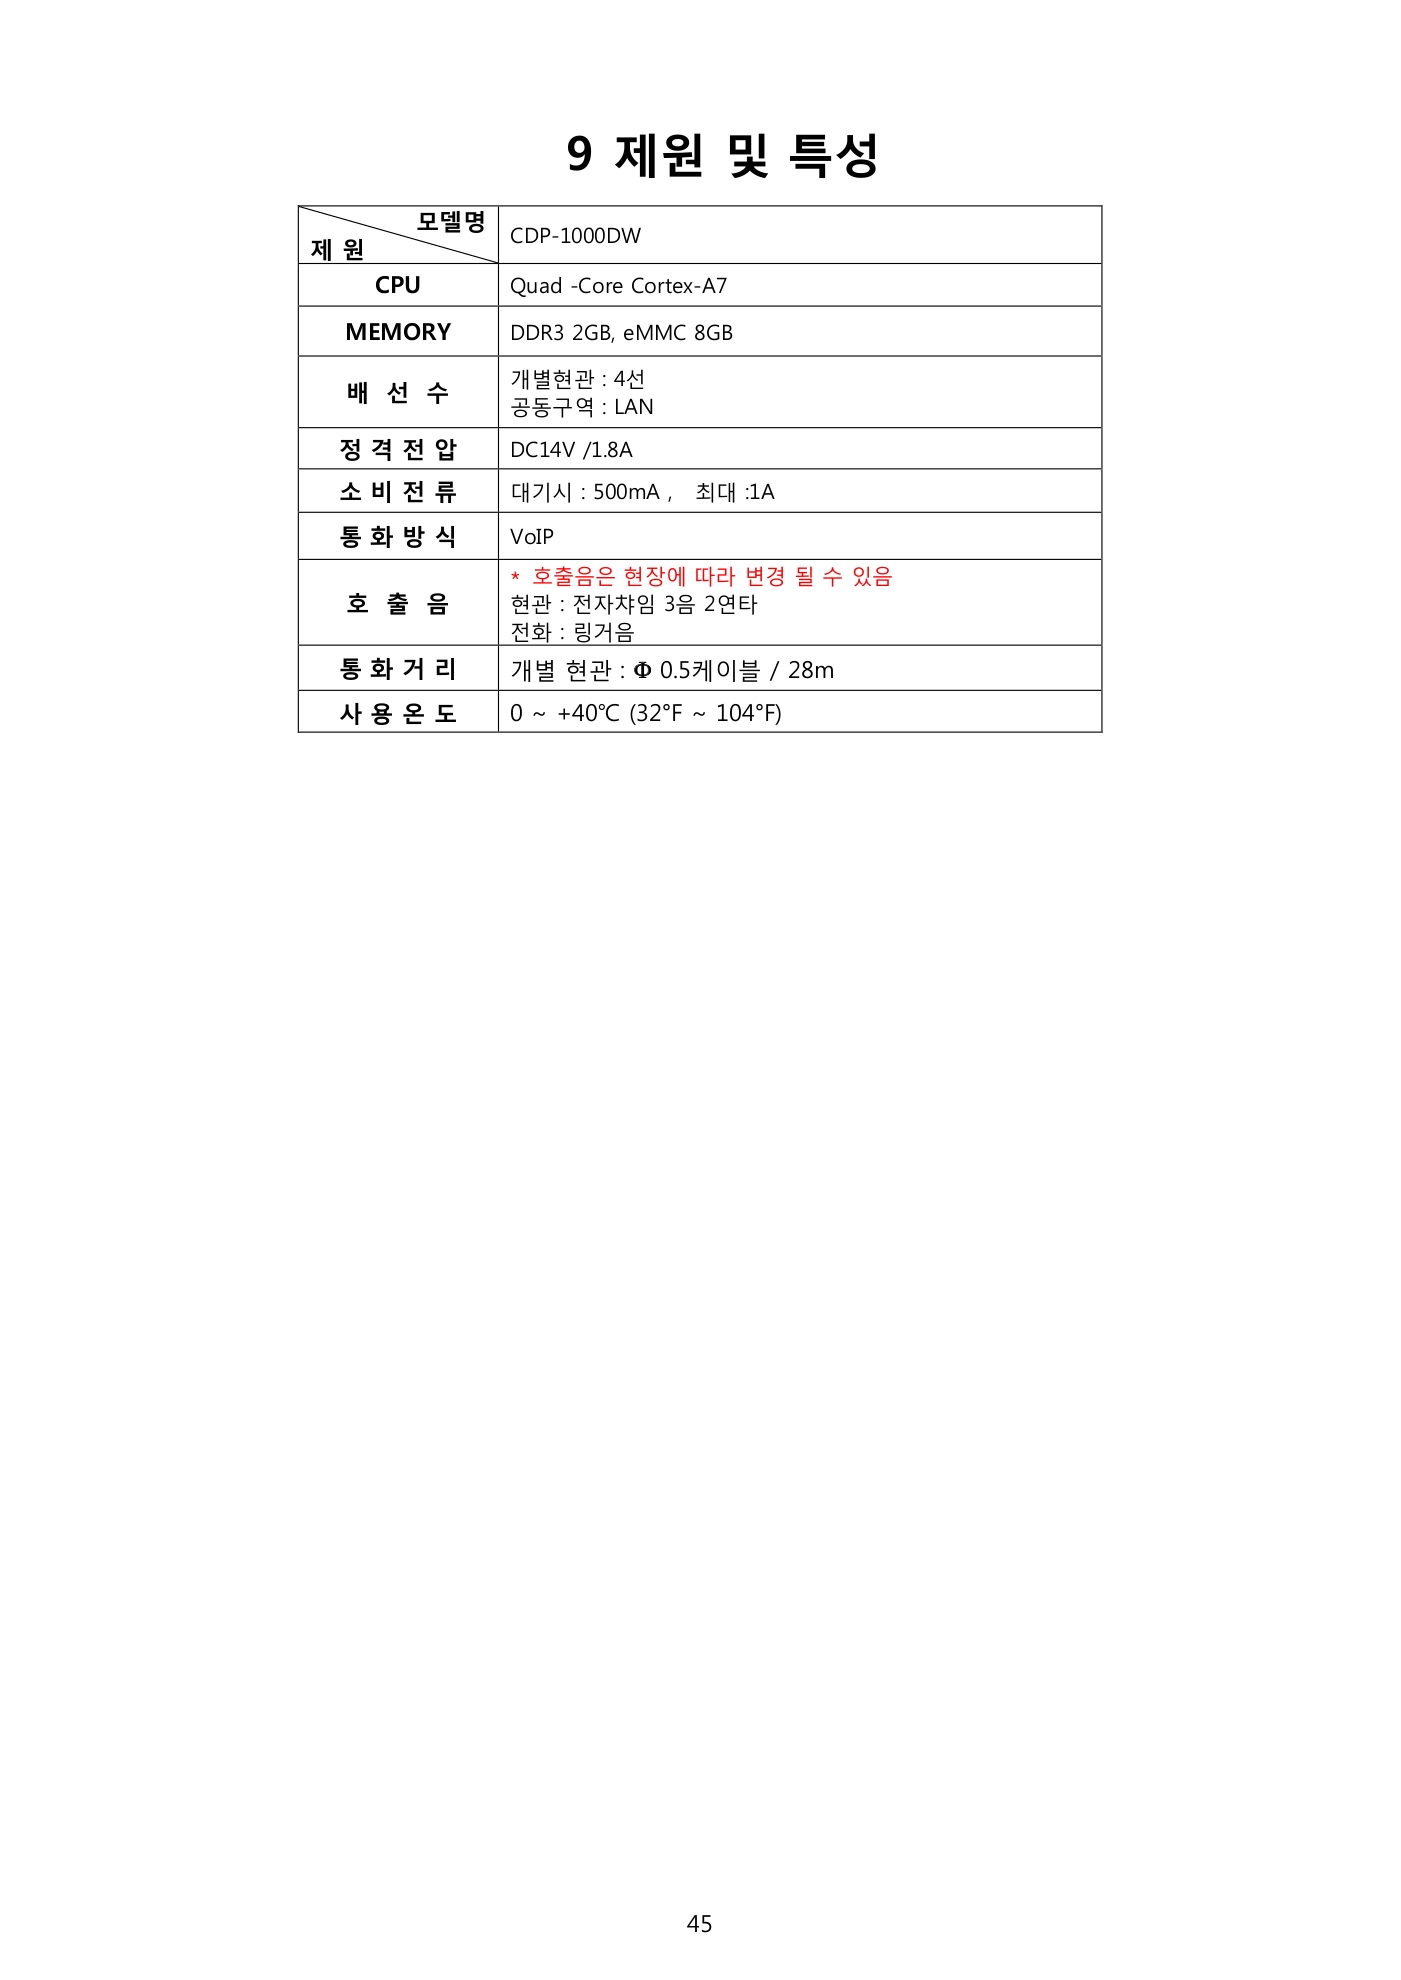 9 제원 및 특성
모델명
제 원
CDP-1000DW
CPU
Quad -Core Cortex-A7
MEMORY
DDR3 2GB, eMMC 8GB
배 선 수
개별현관 : 4선
공동구역 : LAN
정 격 전 압
DC14V /1.8A
소 비 전 류
대기시 : 500mA , 최대 :1A
통 화 방 식
VoIP
호 출 음
* 호출음은 현장에 따라 변경 될 수 있음
현관 : 전자챠임 3음 2연타
전화 : 링거음
통 화 거 리
개별 현관 : Φ 0.5케이블 / 28m
사 용 온 도
0 ~ +40℃ (32°F ~ 104°F)
45